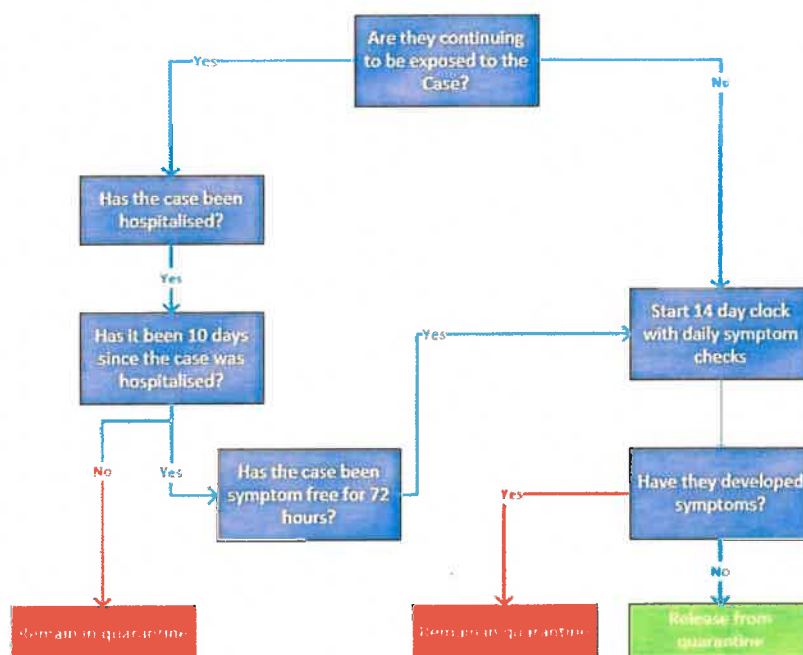 Are they continuing
to be exposed to the
Case?
Yes
No
Has the case been
hospitalised?
Yes
Has it been 10 days
since the case was
hospitalised?
Start 14 day clock
with daily symptom
checks
Yes
No
Yes
Has the case been
symptom free for 72
hours?
Yes
Have they developed
symptoms?
No
Remain in quarantine
Remain in quarantine
Release from
quarantine